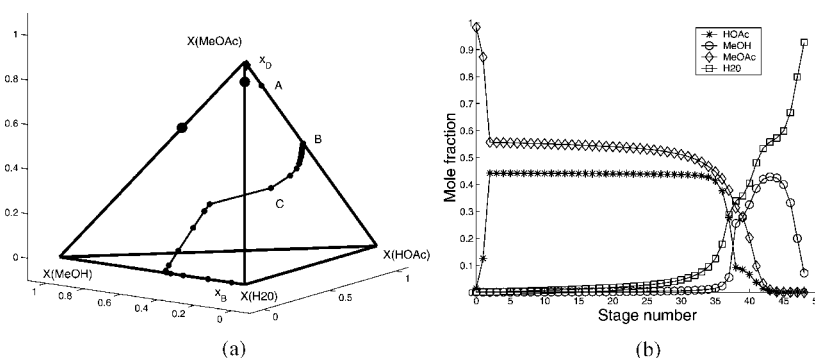 X(MeOAc)
x_D
A
B
C
X(MeOH)
X(HOAc)
x_B
X(H20)
1
0.8
0.6
0.4
0.2
0
1
0.8
0.6
0.4
0.2
0
0
0.5
1
(a)
HOAc
MeOH
MeOAc
H20
Mole fraction
1
0.9
0.8
0.7
0.6
0.5
0.4
0.3
0.2
0.1
0
5
10
15
20
25
30
35
40
45
Stage number
(b)